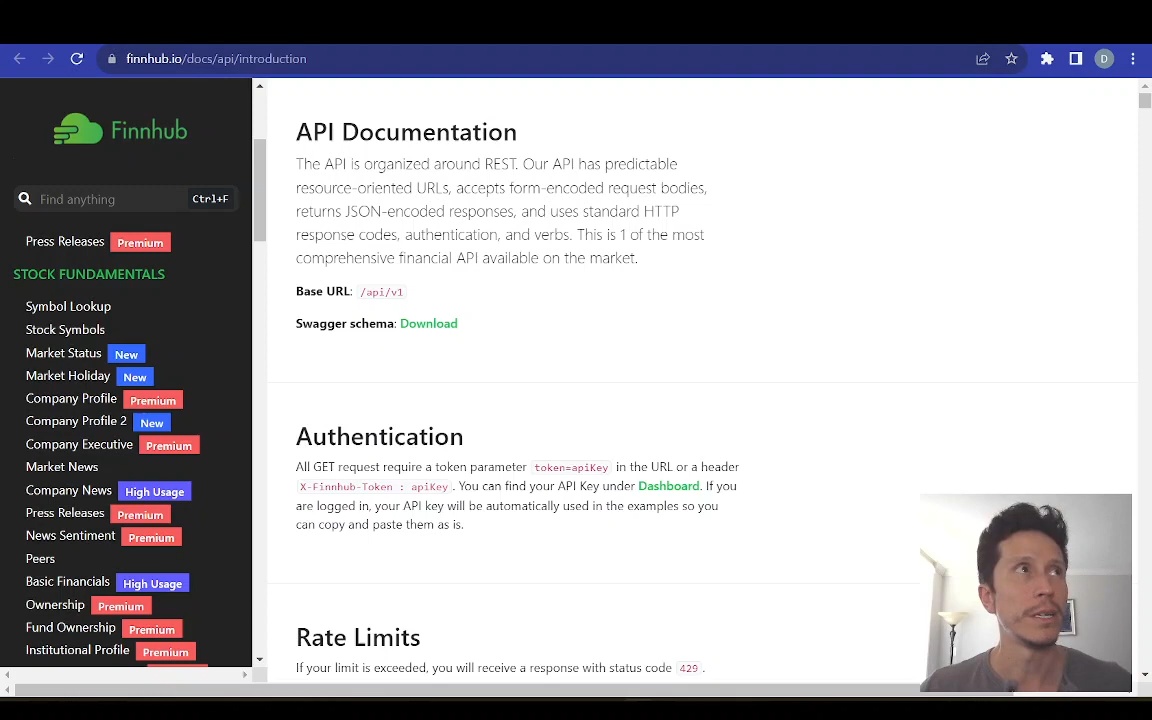 finnhub.io/docs/api/introduction
D
Finnhub
Find anything
Ctrl+F
Press Releases Premium
STOCK FUNDAMENTALS
Symbol Lookup
Stock Symbols
Market Status New
Market Holiday New
Company Profile Premium
Company Profile 2 New
Company Executive Premium
Market News
Company News High Usage
Press Releases Premium
News Sentiment Premium
Peers
Basic Financials High Usage
Ownership Premium
Fund Ownership Premium
Institutional Profile Premium
API Documentation
The API is organized around REST. Our API has predictable
resource-oriented URLs, accepts form-encoded request bodies,
returns JSON-encoded responses, and uses standard HTTP
response codes, authentication, and verbs. This is 1 of the most
comprehensive financial API available on the market.
Base URL: /api/v1
Swagger schema: Download
Authentication
All GET request require a token parameter token=apiKey in the URL or a header
X-Finnhub-Token : apiKey. You can find your API Key under Dashboard. If you
are logged in, your API key will be automatically used in the examples so you
can copy and paste them as is.
Rate Limits
If your limit is exceeded, you will receive a response with status code 429.